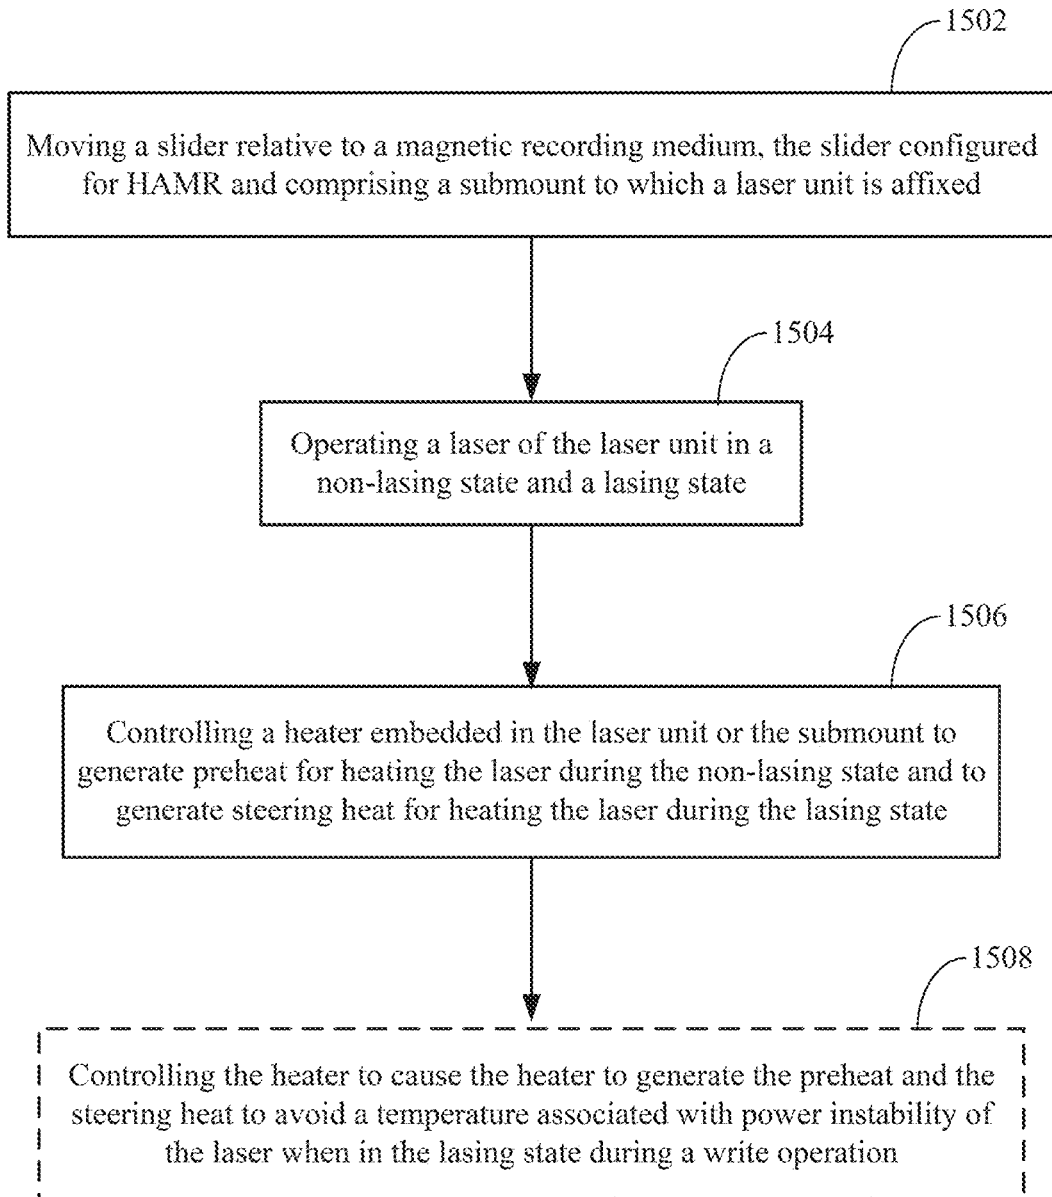 1502
Moving a slider relative to a magnetic recording medium, the slider configured
for HAMR and comprising a submount to which a laser unit is affixed
1504
Operating a laser of the laser unit in a
non-lasing state and a lasing state
1506
Controlling a heater embedded in the laser unit or the submount to
generate preheat for heating the laser during the non-lasing state and to
generate steering heat for heating the laser during the lasing state
1508
Controlling the heater to cause the heater to generate the preheat and the
steering heat to avoid a temperature associated with power instability of
the laser when in the lasing state during a write operation